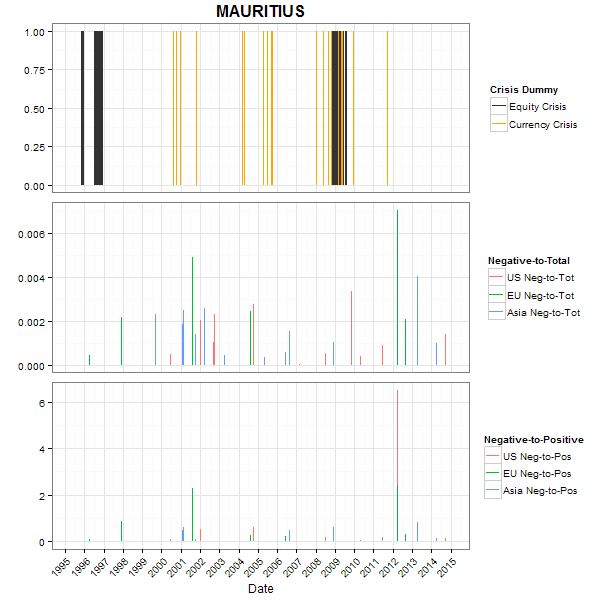 MAURITIUS
1.00
0.75
0.50
0.25
0.00
Crisis Dummy
Equity Crisis
Currency Crisis
0.006
0.004
0.002
0.000
Negative-to-Total
US Neg-to-Tot
EU Neg-to-Tot
Asia Neg-to-Tot
6
4
2
0
Negative-to-Positive
US Neg-to-Pos
EU Neg-to-Pos
Asia Neg-to-Pos
1995 1996 1997 1998 1999 2000 2001 2002 2003 2004 2005 2006 2007 2008 2009 2010 2011 2012 2013 2014 2015
Date